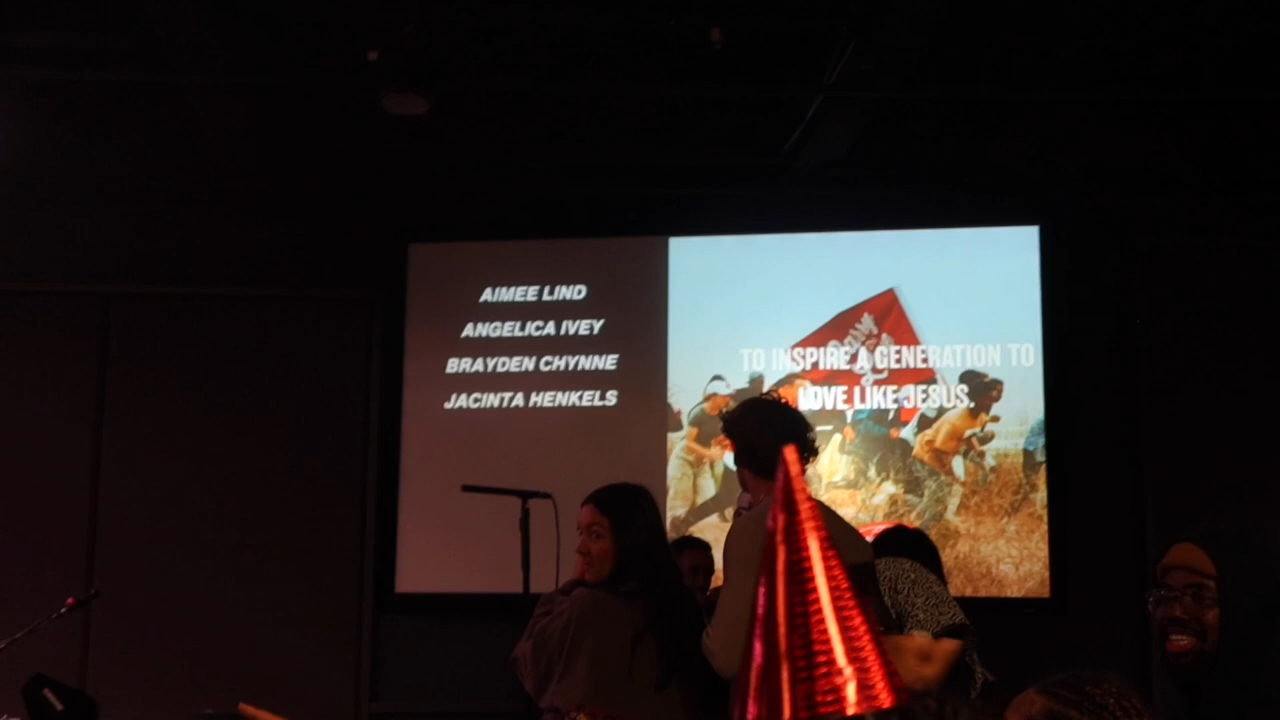 AIMEE LIND
ANGELICA IVEY
BRAYDEN CHYNNE
JACINTA HENKELS
TO INSPIRE A GENERATION TO
LOVE LIKE JESUS.